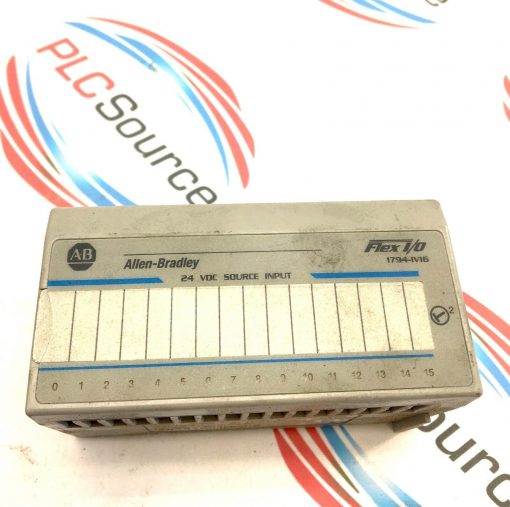 PLCSource
AB
Allen-Bradley
Flex I/O
1794-IV16
24 VDC SOURCE INPUT
2
0 1 2 3 4 5 6 7 8 9 10 11 12 13 14 15
PLCSource
Source